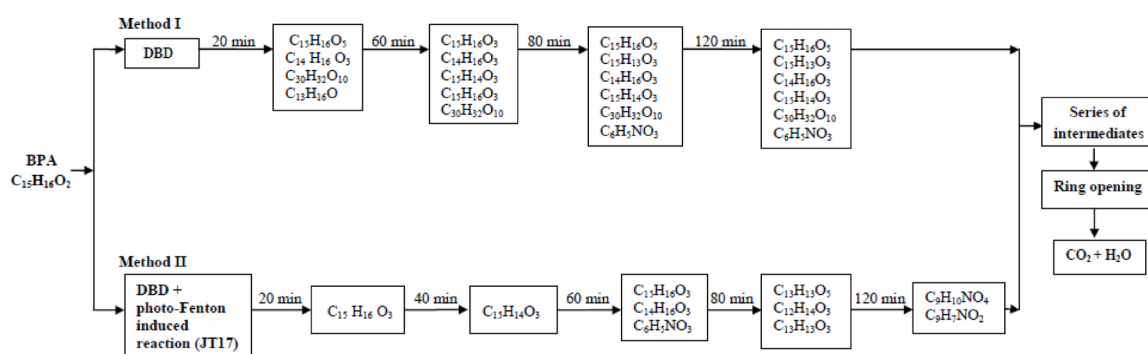 Method I
DBD
20 min
C₁₅H₁₆O₅
C₁₄ H₁₆ O₃
C₃₀H₃₂O₁₀
C₁₃H₁₆O
60 min
C₁₅H₁₆O₃
C₁₄H₁₆O₃
C₁₅H₁₄O₃
C₁₅H₁₆O₃
C₃₀H₃₂O₁₀
80 min
C₁₅H₁₆O₅
C₁₅H₁₃O₃
C₁₄H₁₆O₃
C₁₅H₁₄O₃
C₃₀H₃₂O₁₀
C₆H₅NO₃
120 min
C₁₅H₁₆O₅
C₁₅H₁₃O₃
C₁₄H₁₆O₃
C₁₅H₁₄O₃
C₃₀H₃₂O₁₀
C₆H₅NO₃
BPA
C₁₅H₁₆O₂
Method II
DBD +
photo-Fenton
induced
reaction (JT17)
20 min
C₁₅ H₁₆ O₃
40 min
C₁₅H₁₄O₃
60 min
C₁₅H₁₆O₃
C₁₄H₁₆O₃
C₆H₅NO₃
80 min
C₁₃H₁₃O₅
C₁₂H₁₄O₃
C₁₃H₁₃O₃
120 min
C₉H₁₀NO₄
C₉H₇NO₂
Series of
intermediates
Ring opening
CO₂ + H₂O